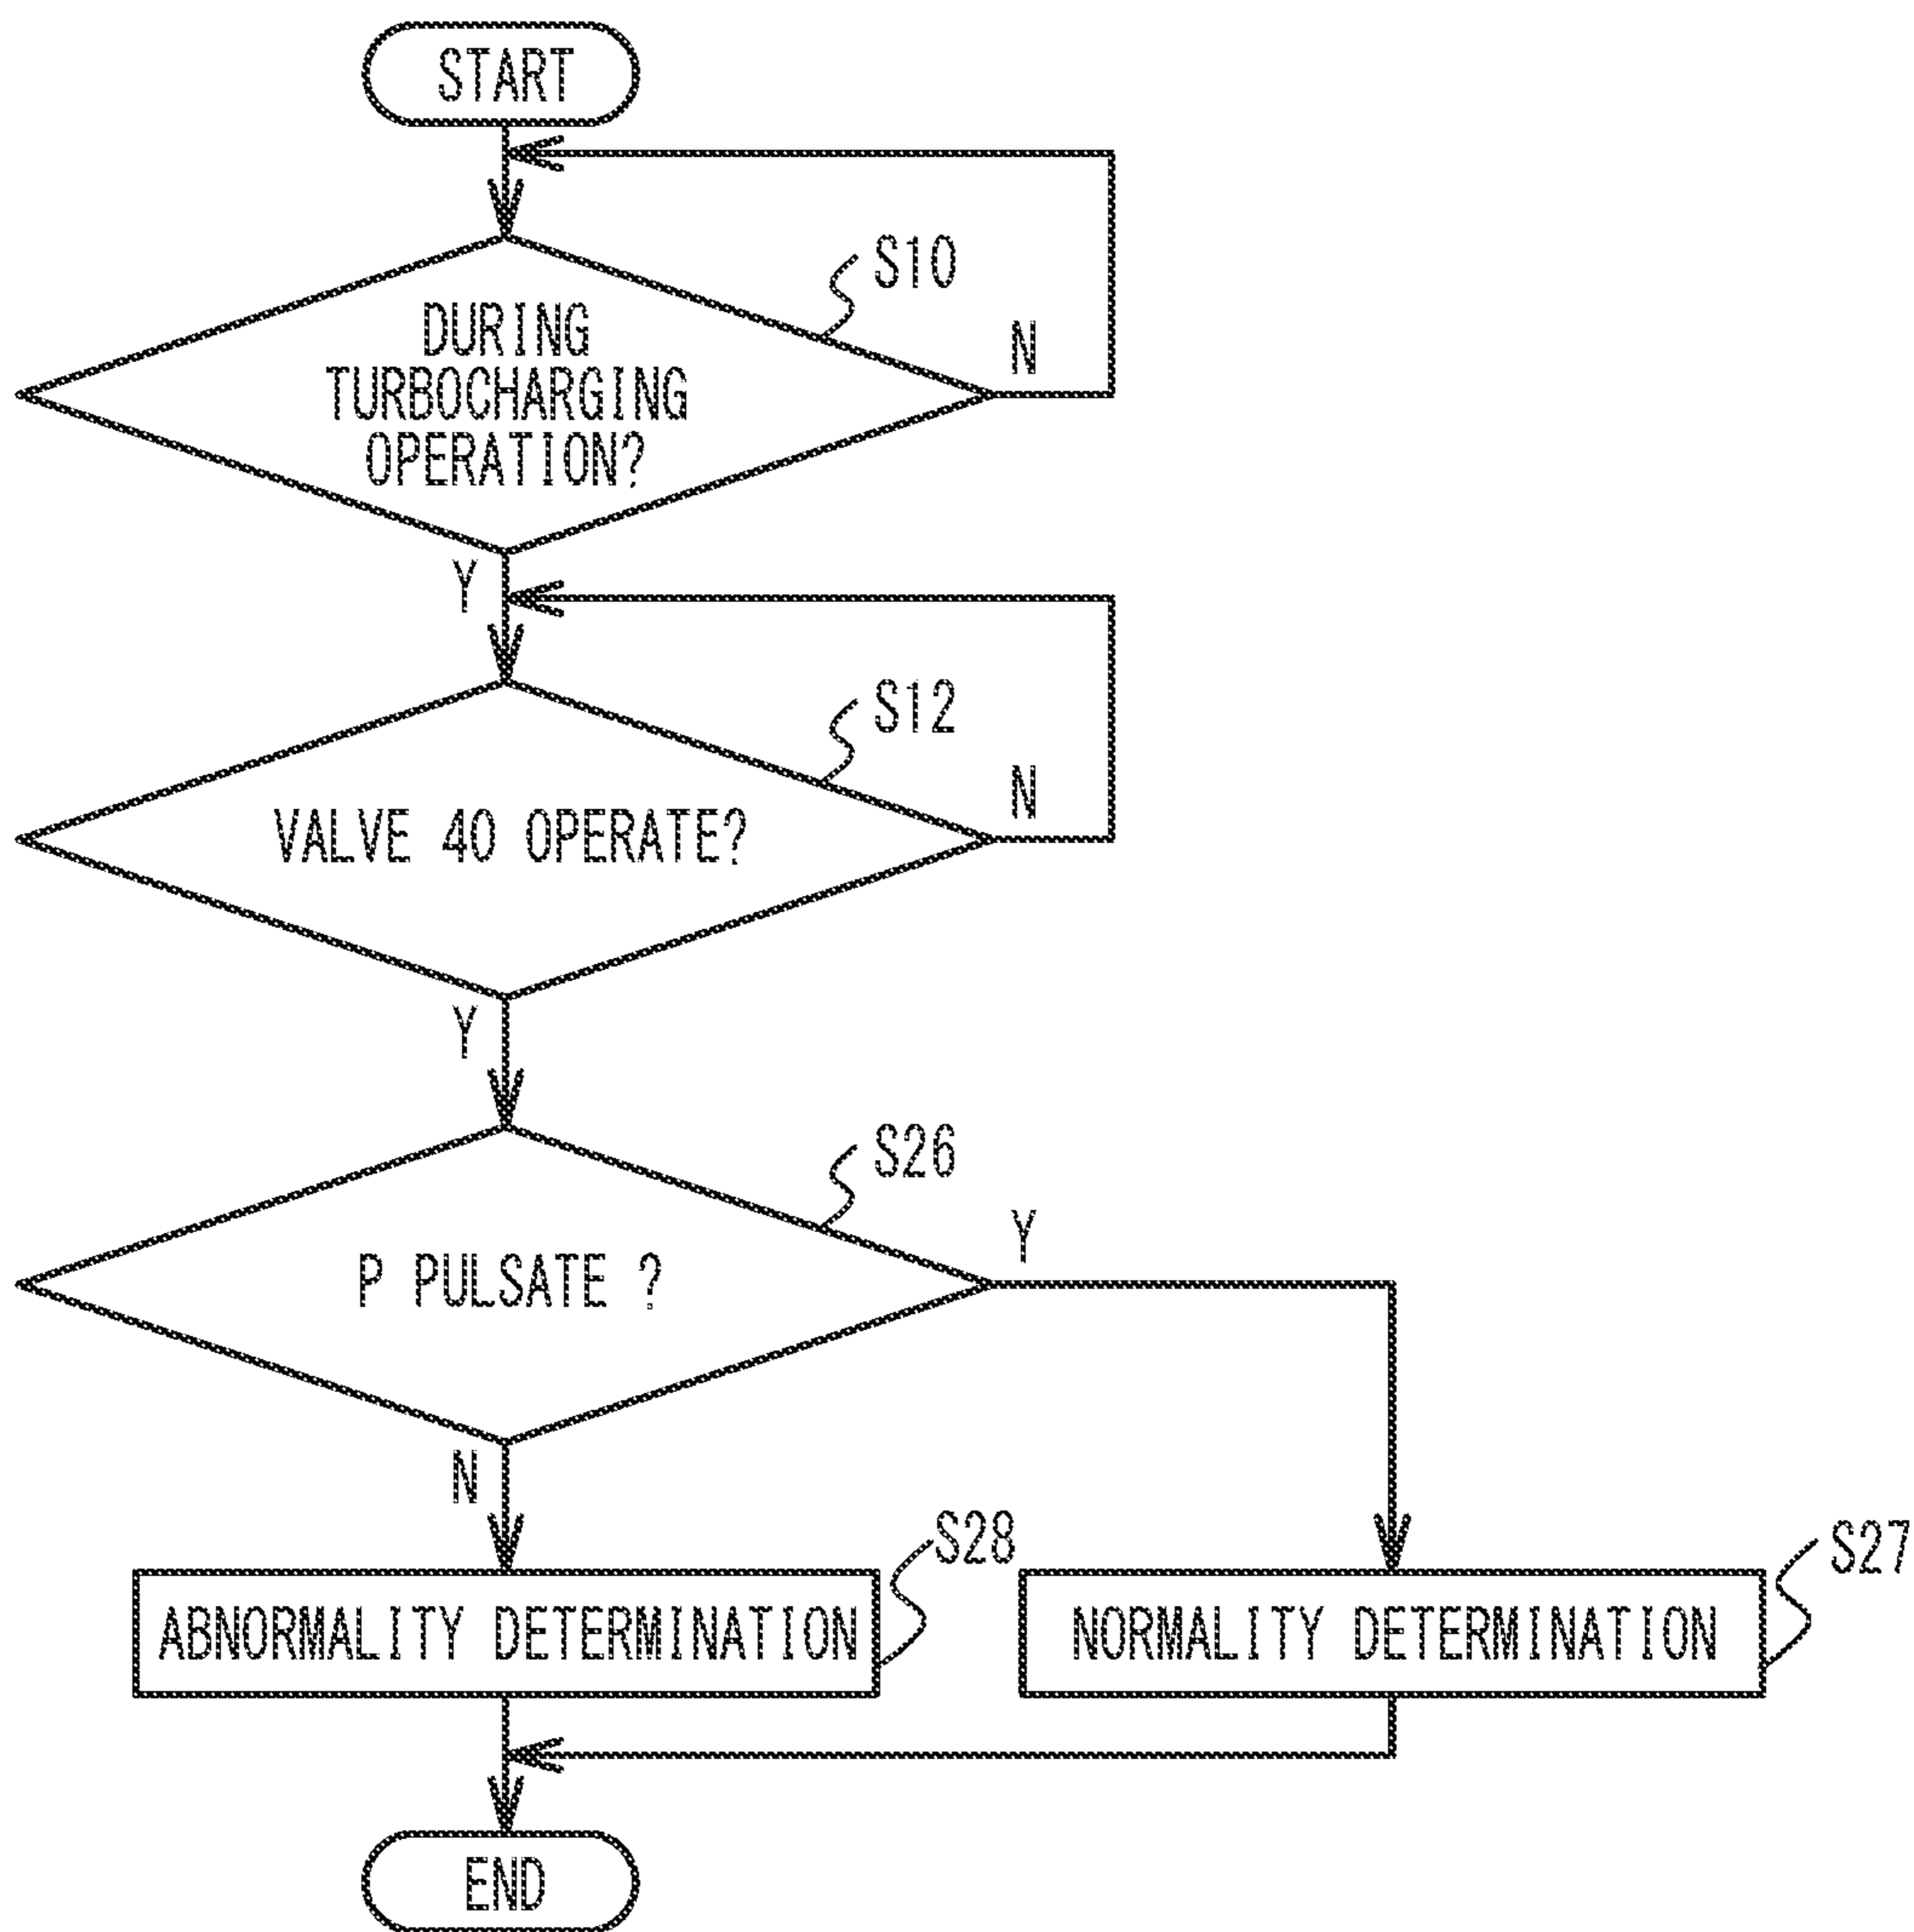 START
S10
DURING
TURBOCHARGING
OPERATION?
N
Y
S12
VALVE 40 OPERATE?
N
Y
S26
P PULSATE ?
Y
N
S28
ABNORMALITY DETERMINATION
S27
NORMALITY DETERMINATION
END